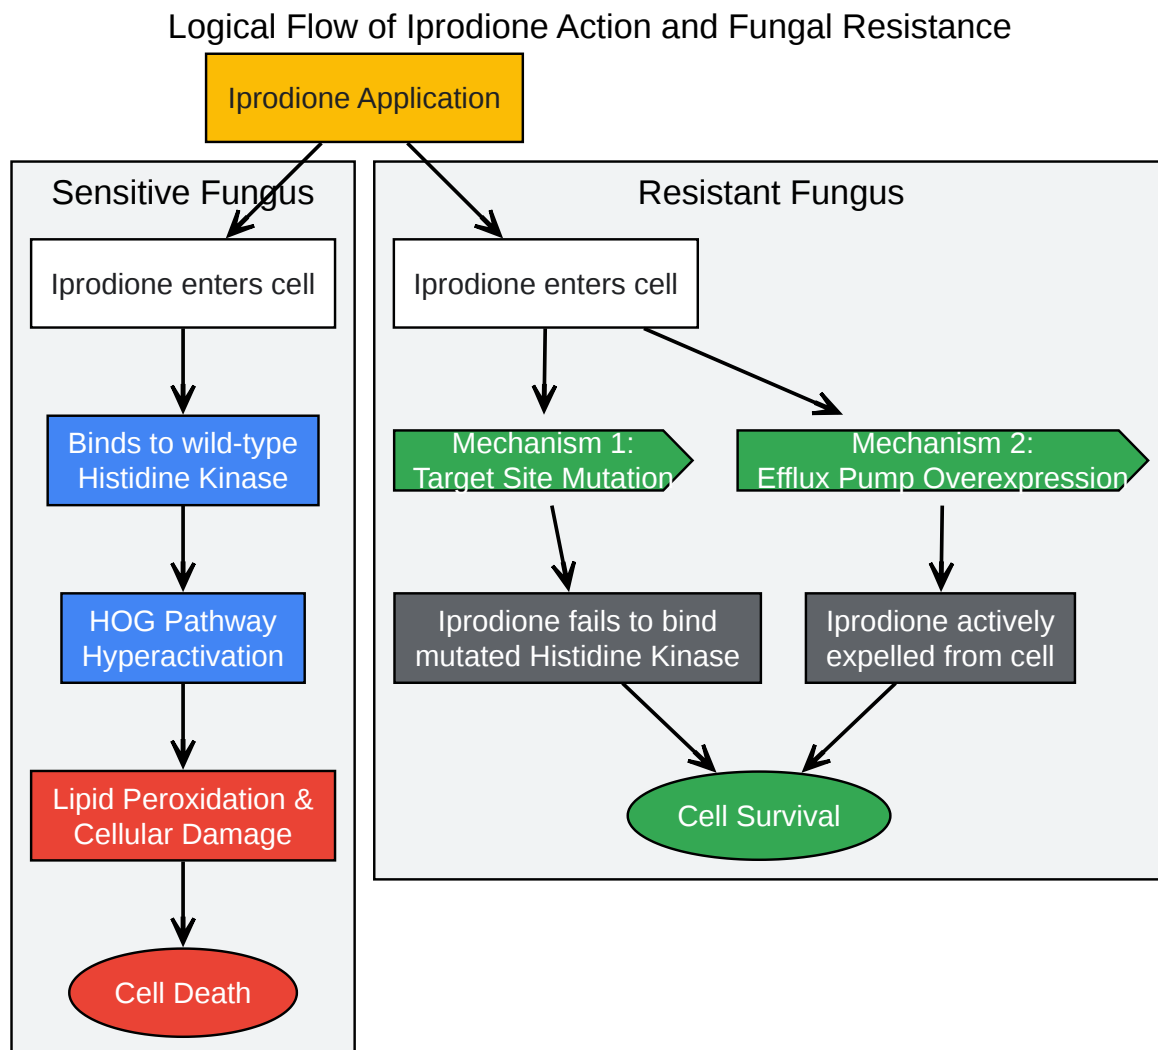 Logical Flow of Iprodione Action and Fungal Resistance
Iprodione Application
Sensitive Fungus
Iprodione enters cell
Binds to wild-type
Histidine Kinase
HOG Pathway
Hyperactivation
Lipid Peroxidation &
Cellular Damage
Cell Death
Resistant Fungus
Iprodione enters cell
Mechanism 1:
Target Site Mutation
Mechanism 2:
Efflux Pump Overexpression
Iprodione fails to bind
mutated Histidine Kinase
Iprodione actively
expelled from cell
Cell Survival